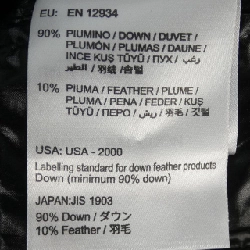 EU: EN 12934
90% PIUMINO / DOWN / DUVET /
PLUMÓN / PLUMAS / DAUNE /
INCE KUŞ TÜYÜ / ПУХ / زغب /
الطير / 羽绒 / 솜털
10% PIUMA / FEATHER / PLUME /
PLUMA / PENA / FEDER / KUŞ
TÜYÜ / ПЕРО / ريش / 羽毛 / 깃털
USA: USA - 2000
Labelling standard for down feather products
Down (minimum 90% down)
JAPAN:JIS 1903
90% Down / ダウン
10% Feather / 羽毛